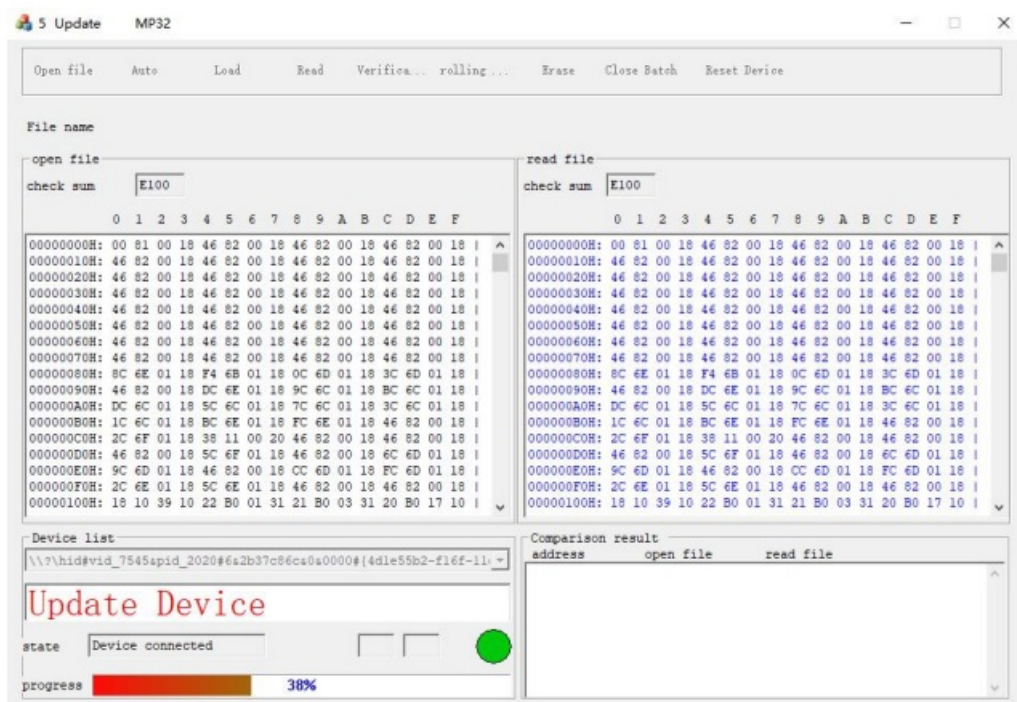 5 Update MP32
Open file Auto Load Read Verifica... rolling ... Erase Close Batch Reset Device
File name
open file
check sum E100
0 1 2 3 4 5 6 7 8 9 A B C D E F
00000000H: 00 81 00 18 46 82 00 18 46 82 00 18 46 82 00 18 |
00000010H: 46 82 00 18 46 82 00 18 46 82 00 18 46 82 00 18 |
00000020H: 46 82 00 18 46 82 00 18 46 82 00 18 46 82 00 18 |
00000030H: 46 82 00 18 46 82 00 18 46 82 00 18 46 82 00 18 |
00000040H: 46 82 00 18 46 82 00 18 46 82 00 18 46 82 00 18 |
00000050H: 46 82 00 18 46 82 00 18 46 82 00 18 46 82 00 18 |
00000060H: 46 82 00 18 46 82 00 18 46 82 00 18 46 82 00 18 |
00000070H: 46 82 00 18 46 82 00 18 46 82 00 18 46 82 00 18 |
00000080H: 8C 6E 01 18 F4 6B 01 18 0C 6D 01 18 3C 6D 01 18 |
00000090H: 46 82 00 18 DC 6E 01 18 9C 6C 01 18 BC 6C 01 18 |
000000A0H: DC 6C 01 18 5C 6C 01 18 7C 6C 01 18 3C 6C 01 18 |
000000B0H: 1C 6C 01 18 BC 6E 01 18 FC 6E 01 18 46 82 00 18 |
000000C0H: 2C 6F 01 18 38 11 00 20 46 82 00 18 46 82 00 18 |
000000D0H: 46 82 00 18 5C 6F 01 18 46 82 00 18 6C 6D 01 18 |
000000E0H: 9C 6D 01 18 46 82 00 18 CC 6D 01 18 FC 6D 01 18 |
000000F0H: 2C 6E 01 18 5C 6E 01 18 46 82 00 18 46 82 00 18 |
00000100H: 18 10 39 10 22 B0 01 31 21 B0 03 31 20 B0 17 10 |
read file
check sum E100
0 1 2 3 4 5 6 7 8 9 A B C D E F
00000000H: 00 81 00 18 46 82 00 18 46 82 00 18 46 82 00 18 |
00000010H: 46 82 00 18 46 82 00 18 46 82 00 18 46 82 00 18 |
00000020H: 46 82 00 18 46 82 00 18 46 82 00 18 46 82 00 18 |
00000030H: 46 82 00 18 46 82 00 18 46 82 00 18 46 82 00 18 |
00000040H: 46 82 00 18 46 82 00 18 46 82 00 18 46 82 00 18 |
00000050H: 46 82 00 18 46 82 00 18 46 82 00 18 46 82 00 18 |
00000060H: 46 82 00 18 46 82 00 18 46 82 00 18 46 82 00 18 |
00000070H: 46 82 00 18 46 82 00 18 46 82 00 18 46 82 00 18 |
00000080H: 8C 6E 01 18 F4 6B 01 18 0C 6D 01 18 3C 6D 01 18 |
00000090H: 46 82 00 18 DC 6E 01 18 9C 6C 01 18 BC 6C 01 18 |
000000A0H: DC 6C 01 18 5C 6C 01 18 7C 6C 01 18 3C 6C 01 18 |
000000B0H: 1C 6C 01 18 BC 6E 01 18 FC 6E 01 18 46 82 00 18 |
000000C0H: 2C 6F 01 18 38 11 00 20 46 82 00 18 46 82 00 18 |
000000D0H: 46 82 00 18 5C 6F 01 18 46 82 00 18 6C 6D 01 18 |
000000E0H: 9C 6D 01 18 46 82 00 18 CC 6D 01 18 FC 6D 01 18 |
000000F0H: 2C 6E 01 18 5C 6E 01 18 46 82 00 18 46 82 00 18 |
00000100H: 18 10 39 10 22 B0 01 31 21 B0 03 31 20 B0 17 10 |
Device list
\\?\hid#vid_7545&pid_2020#6&2b37c86c&0&0000#{4d1e55b2-f16f-11
Update Device
state Device connected
progress 38%
Comparison result
address open file read file